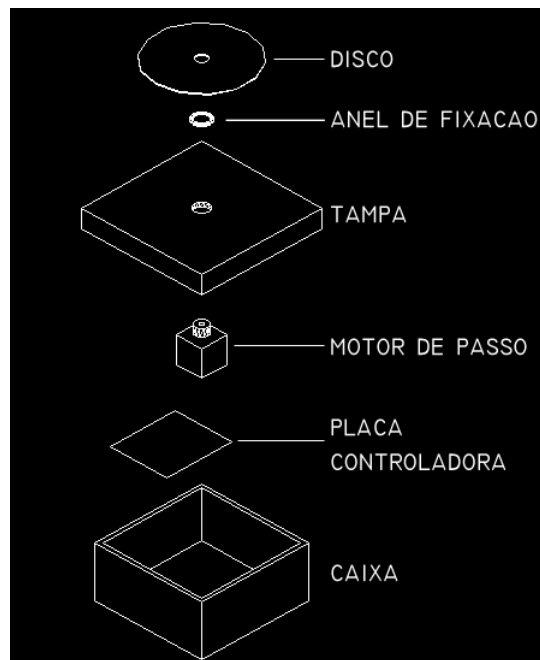 DISCO
ANEL DE FIXACAO
TAMPA
MOTOR DE PASSO
PLACA
CONTROLADORA
CAIXA